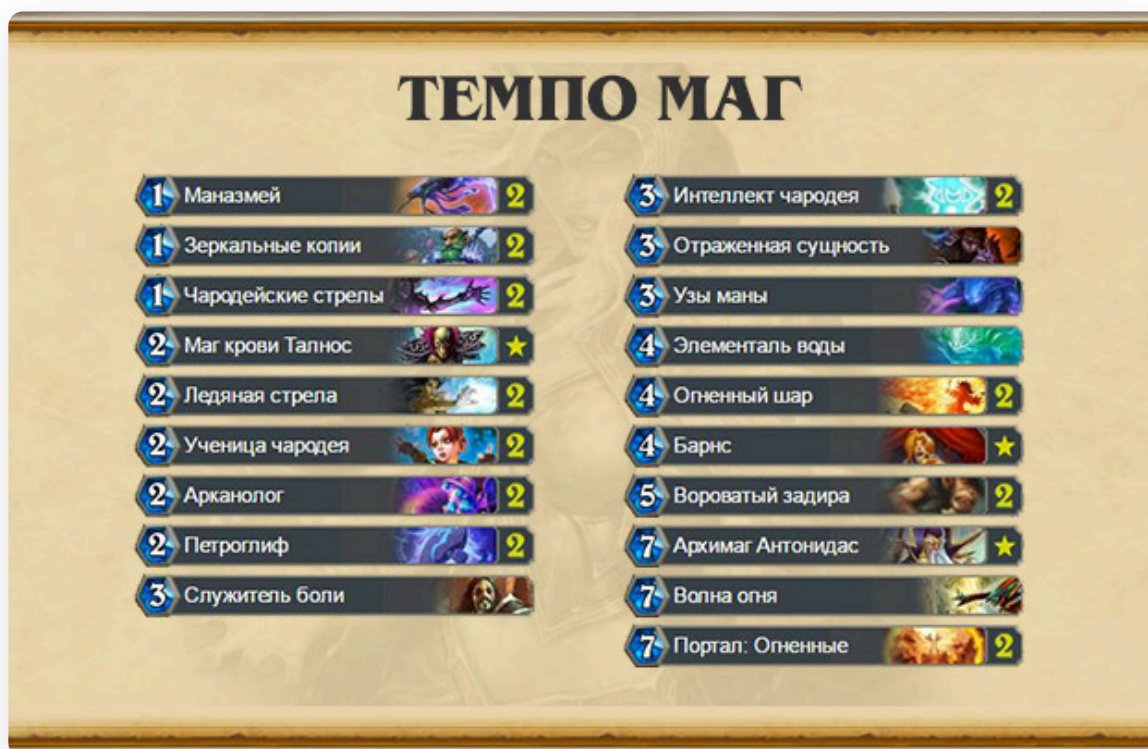 ТЕМПО МАГ
1 Маназмей 2
1 Зеркальные копии 2
1 Чародейские стрелы 2
2 Маг крови Талнос ★
2 Ледяная стрела 2
2 Ученица чародея 2
2 Арканолог 2
2 Петроглиф 2
3 Служитель боли
3 Интеллект чародея 2
3 Отраженная сущность
3 Узы маны
4 Элементаль воды
4 Огненный шар 2
4 Барнс ★
5 Вороватый задира 2
7 Архимаг Антонидас ★
7 Волна огня
7 Портал: Огненные 2